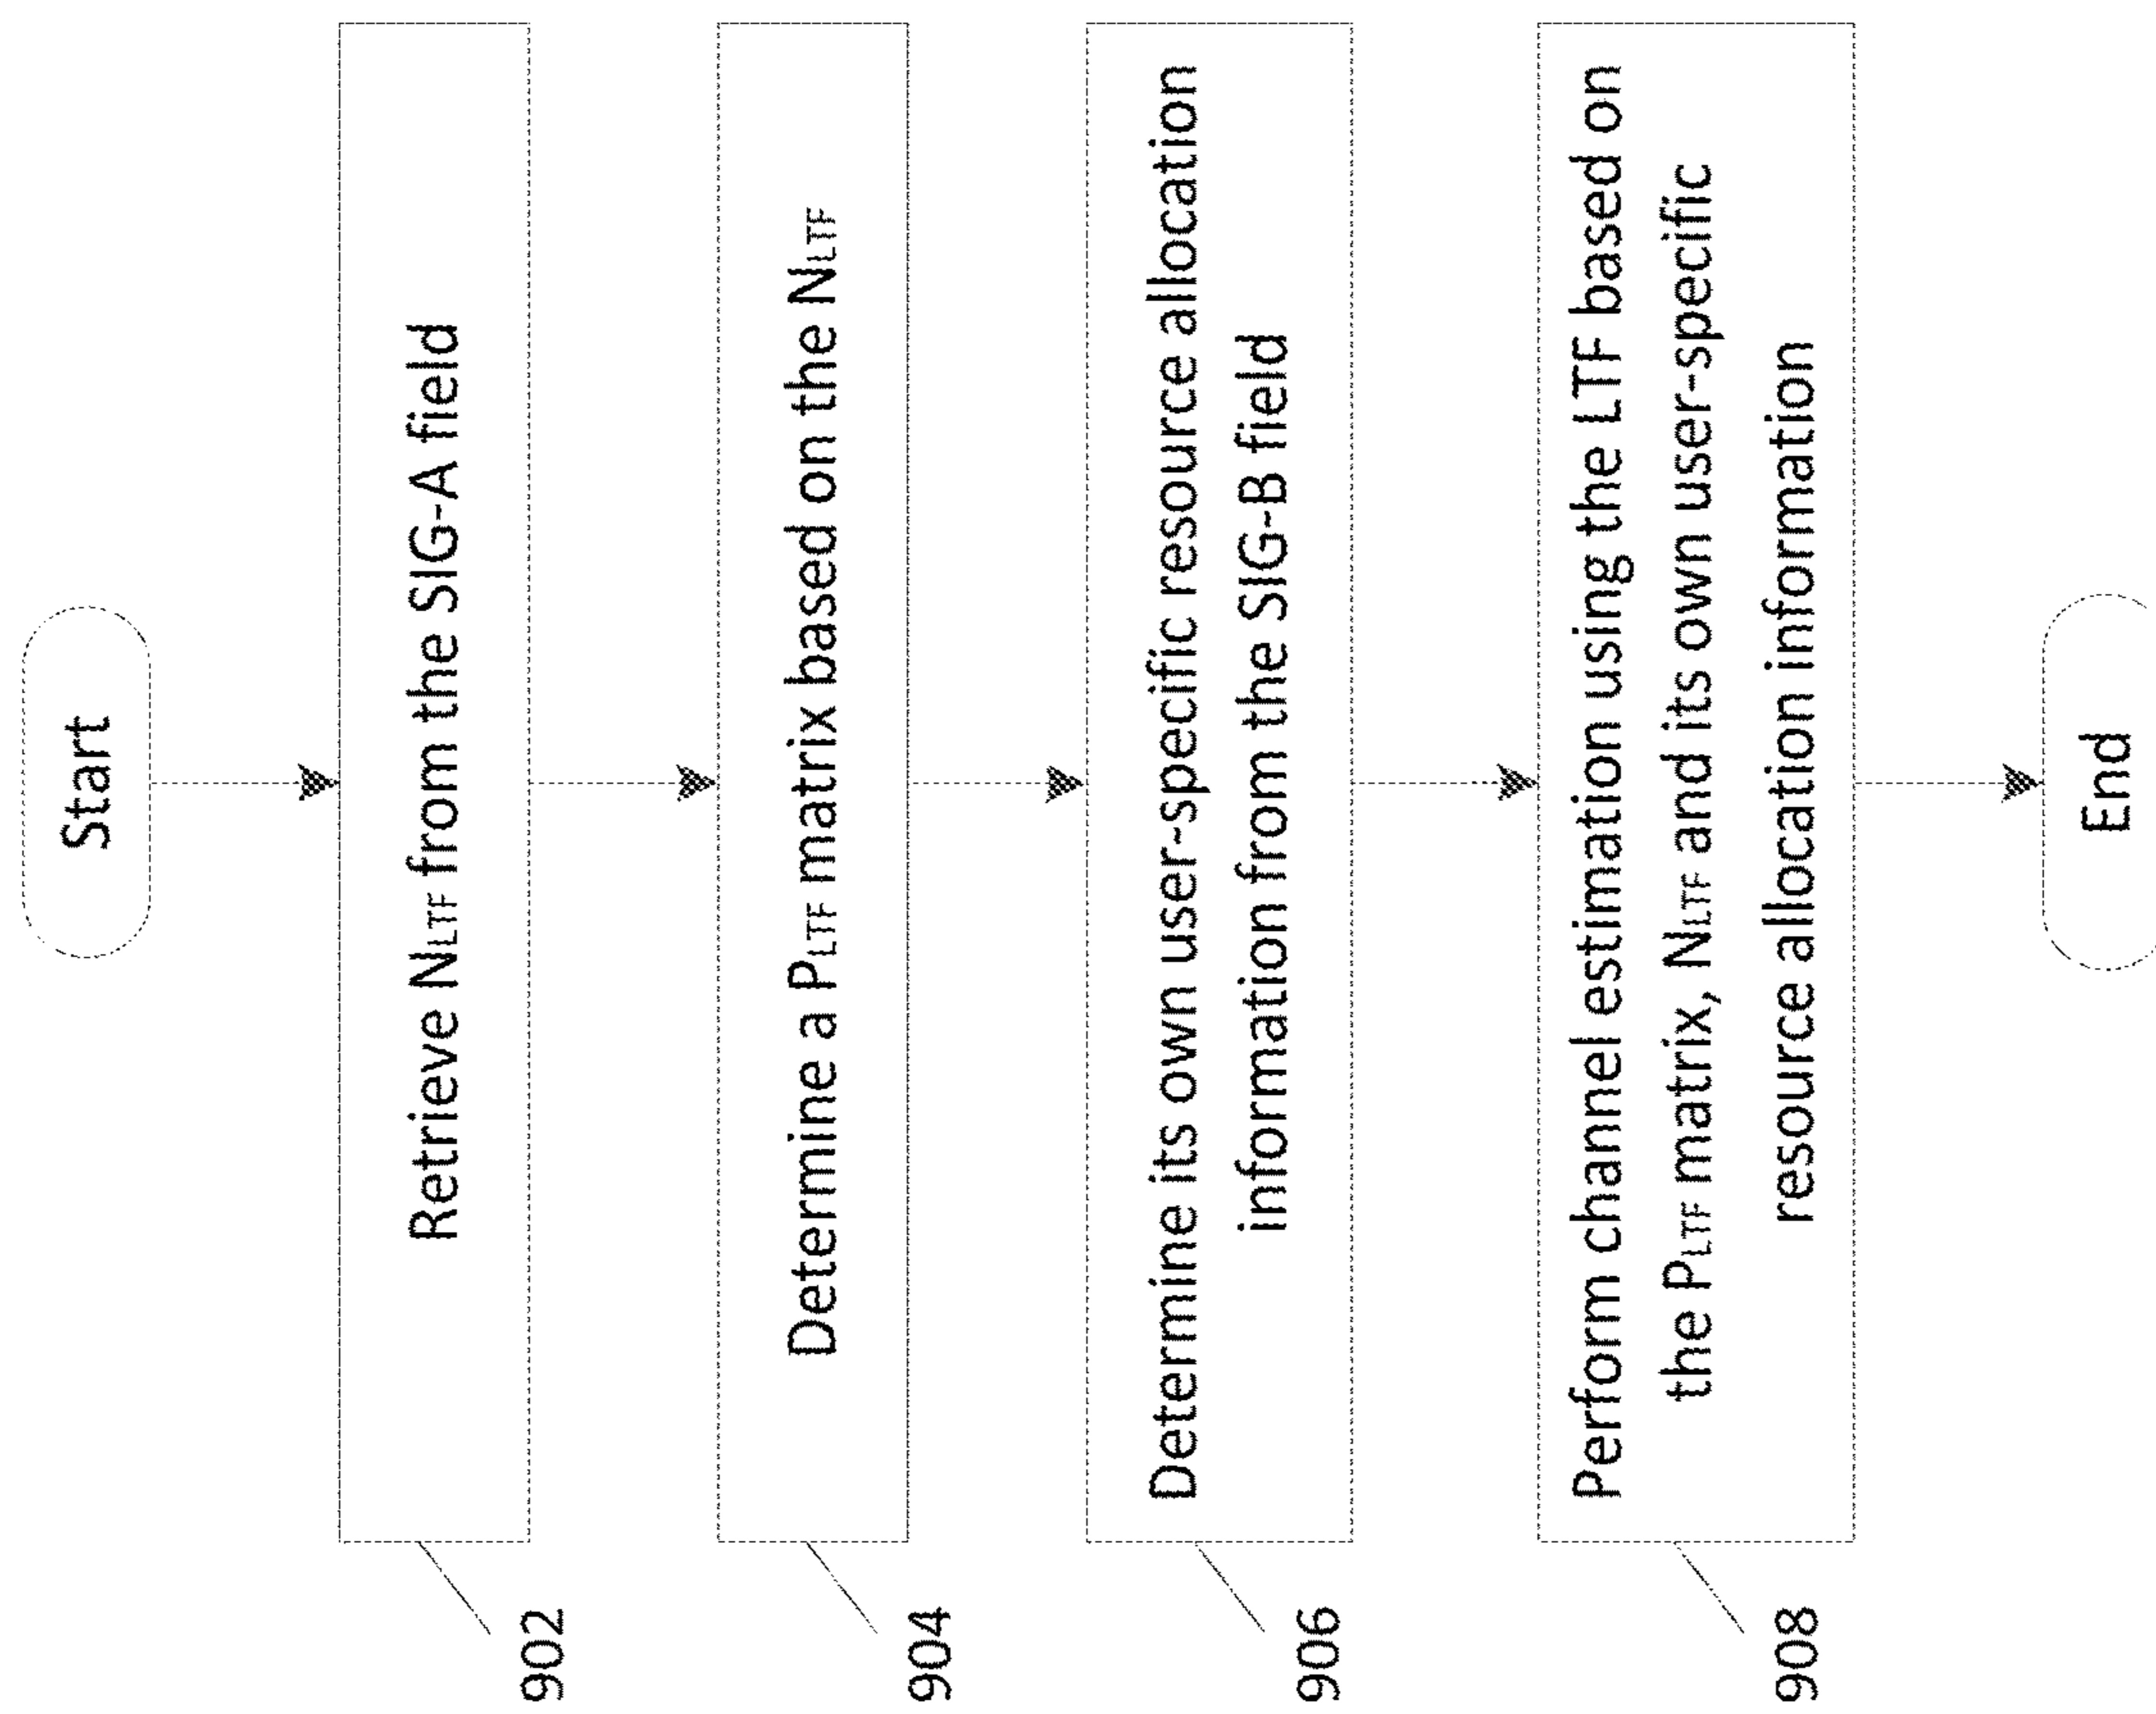 Start
902
Retrieve NLTF from the SIG-A field
904
Determine a PLTF matrix based on the NLTF
906
Determine its own user-specific resource allocation
information from the SIG-B field
908
Perform channel estimation using the LTF based on
the PLTF matrix, NLTF and its own user-specific
resource allocation information
End